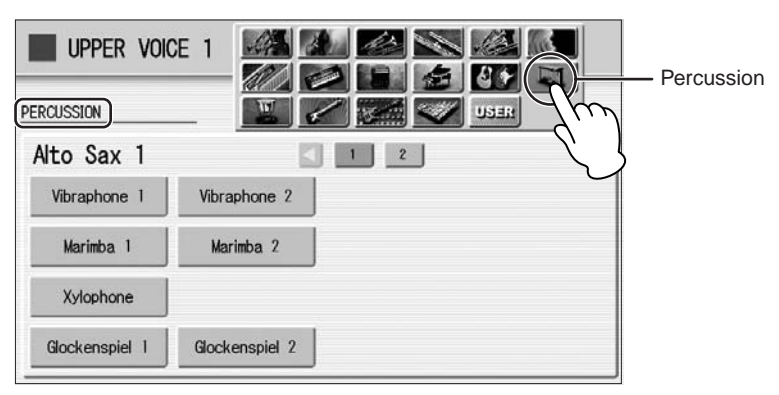 UPPER VOICE 1
Percussion
USER
PERCUSSION
Alto Sax 1
1 2
Vibraphone 1 Vibraphone 2
Marimba 1 Marimba 2
Xylophone
Glockenspiel 1 Glockenspiel 2